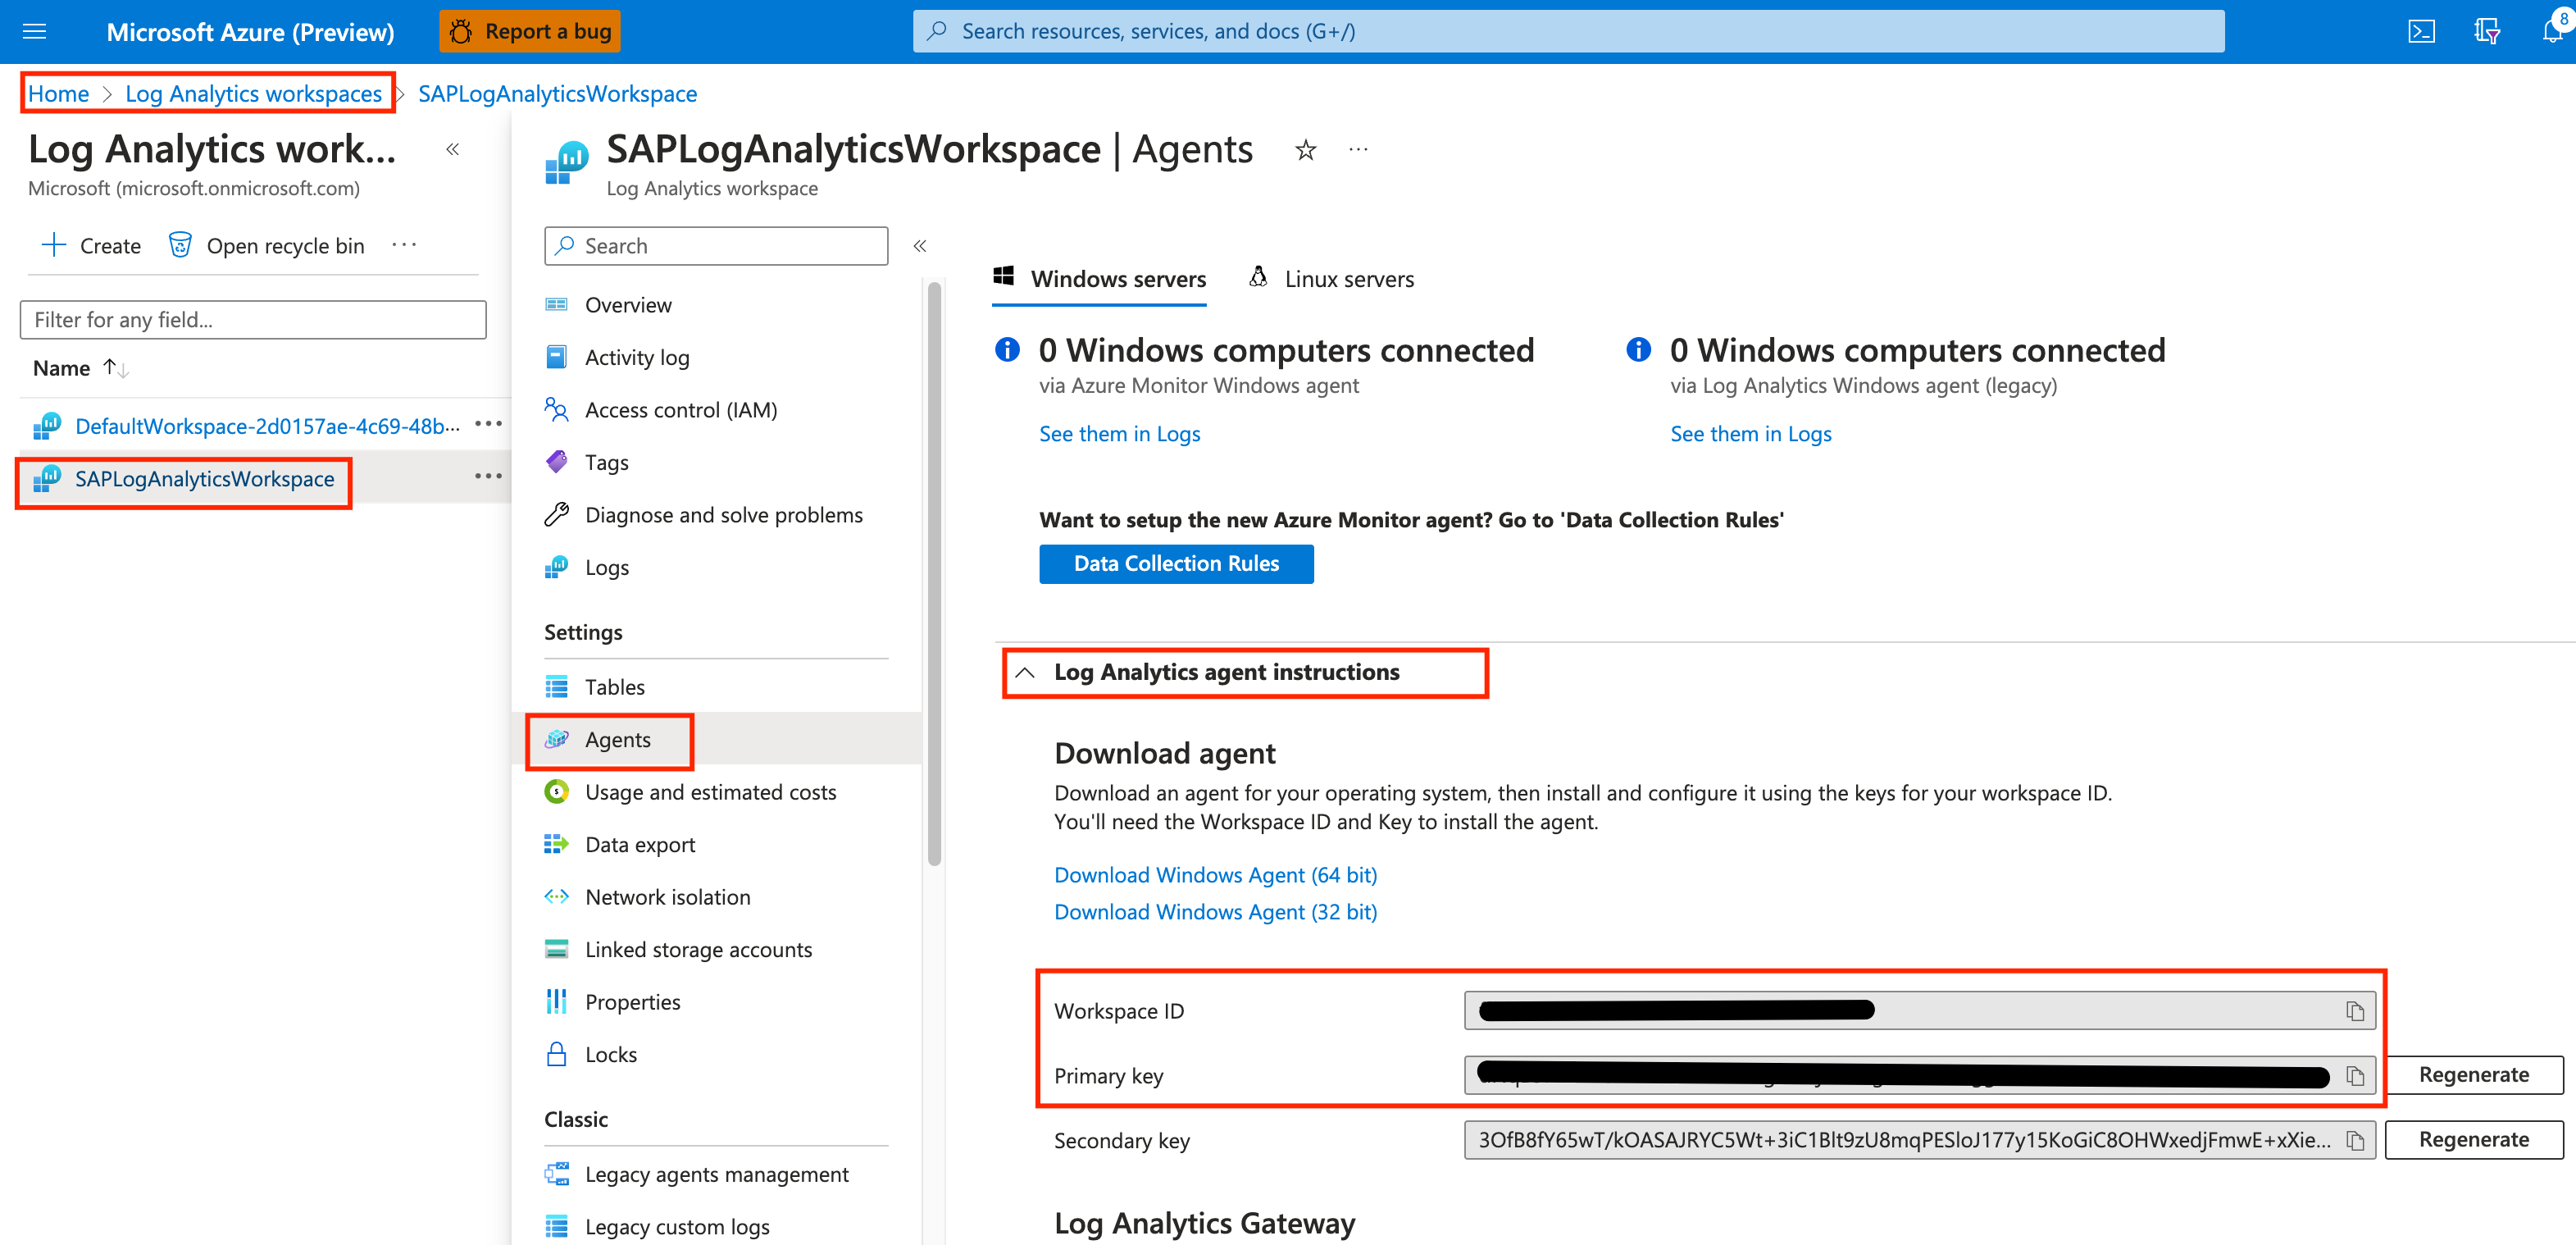 Microsoft Azure (Preview)
Report a bug
Search resources, services, and docs (G+/)
8
Home > Log Analytics workspaces > SAPLogAnalyticsWorkspace
Log Analytics work...
Microsoft (microsoft.onmicrosoft.com)
Create
Open recycle bin
Filter for any field...
Name
DefaultWorkspace-2d0157ae-4c69-48b...
SAPLogAnalyticsWorkspace
SAPLogAnalyticsWorkspace | Agents
Log Analytics workspace
Search
Overview
Activity log
Access control (IAM)
Tags
Diagnose and solve problems
Logs
Settings
Tables
Agents
Usage and estimated costs
Data export
Network isolation
Linked storage accounts
Properties
Locks
Classic
Legacy agents management
Legacy custom logs
Windows servers
Linux servers
0 Windows computers connected
via Azure Monitor Windows agent
See them in Logs
0 Windows computers connected
via Log Analytics Windows agent (legacy)
See them in Logs
Want to setup the new Azure Monitor agent? Go to 'Data Collection Rules'
Data Collection Rules
Log Analytics agent instructions
Download agent
Download an agent for your operating system, then install and configure it using the keys for your workspace ID.
You'll need the Workspace ID and Key to install the agent.
Download Windows Agent (64 bit)
Download Windows Agent (32 bit)
Workspace ID
Primary key
Regenerate
Secondary key
3OfB8fY65wT/kOASAJRYC5Wt+3iC1Blt9zU8mqPESloJ177y15KoGiC8OHWxedjFmwE+xXie...
Regenerate
Log Analytics Gateway